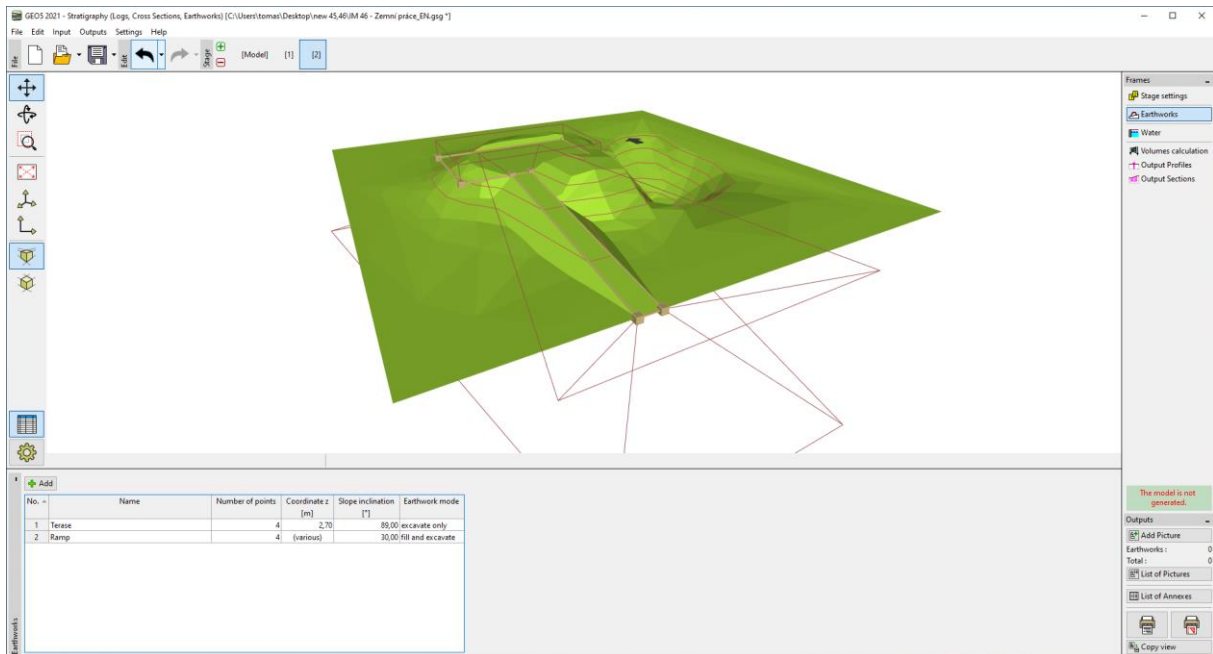 GEO5 2021 - Stratigraphy (Logs, Cross Sections, Earthworks) [C:\Users\tomas\Desktop\new 45,46\IM 46 - Zemní práce_EN.gsg *]
File Edit Input Outputs Settings Help
File
Edit
Stage
[Model] [1] [2]
Frames
Stage settings
Earthworks
Water
Volumes calculation
Output Profiles
Output Sections
The model is not
generated.
Outputs
Add Picture
Earthworks : 0
Total : 0
List of Pictures
List of Annexes
Copy view
Earthworks
Add
No. Name Number of points Coordinate z Slope inclination Earthwork mode
[m] [°]
1 Terase 4 2,70 89,00 excavate only
2 Ramp 4 (various) 30,00 fill and excavate